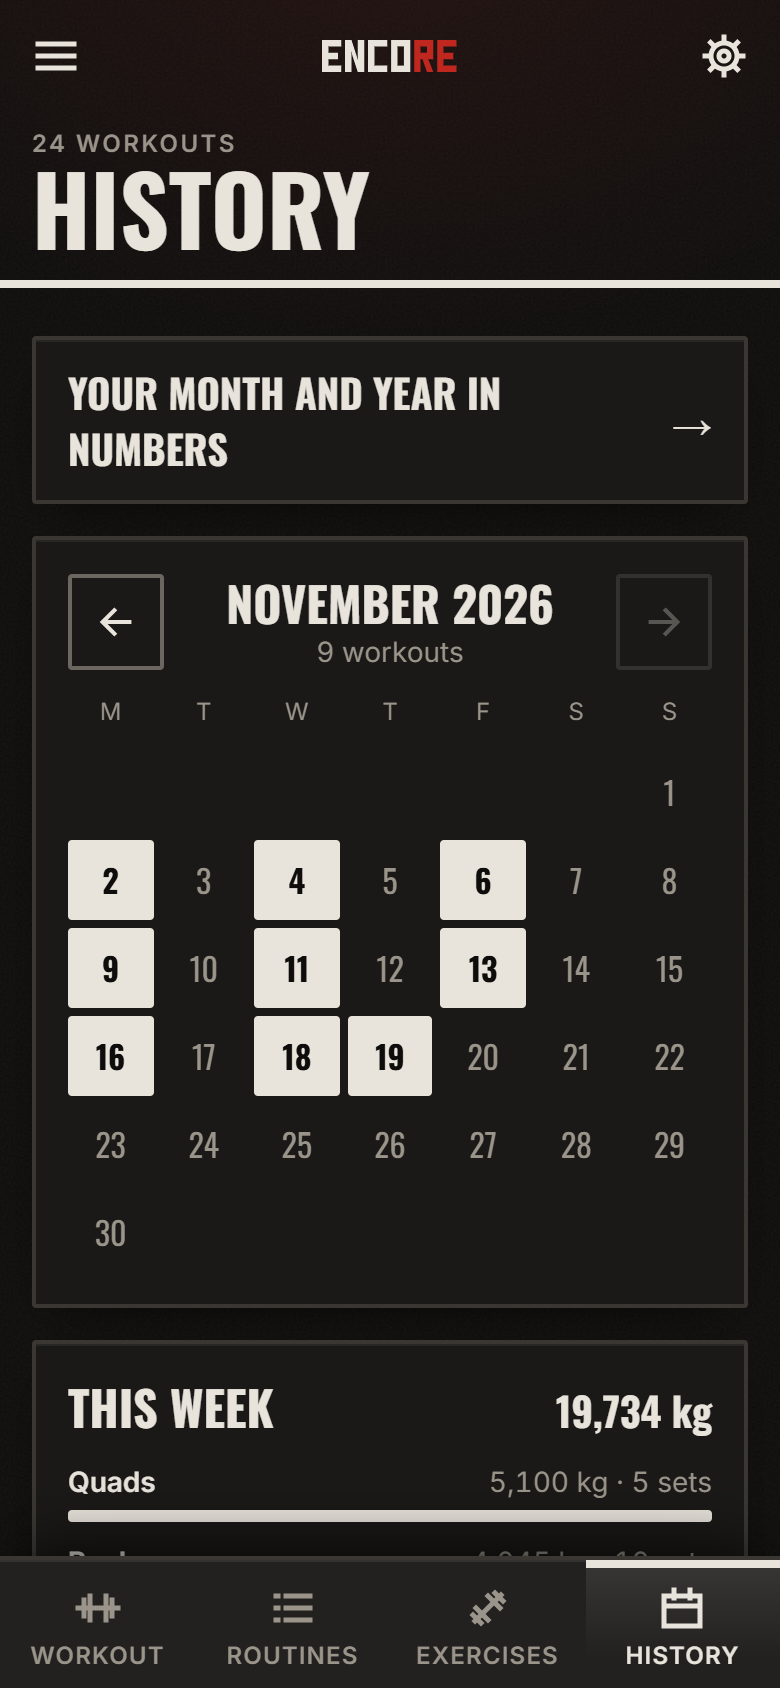 ENCORE
24 WORKOUTS
HISTORY
YOUR MONTH AND YEAR IN
NUMBERS
→
←
NOVEMBER 2026
→
9 workouts
M T W T F S S
1
2 3 4 5 6 7 8
9 10 11 12 13 14 15
16 17 18 19 20 21 22
23 24 25 26 27 28 29
30
THIS WEEK 19,734 kg
Quads 5,100 kg · 5 sets
WORKOUT ROUTINES EXERCISES HISTORY